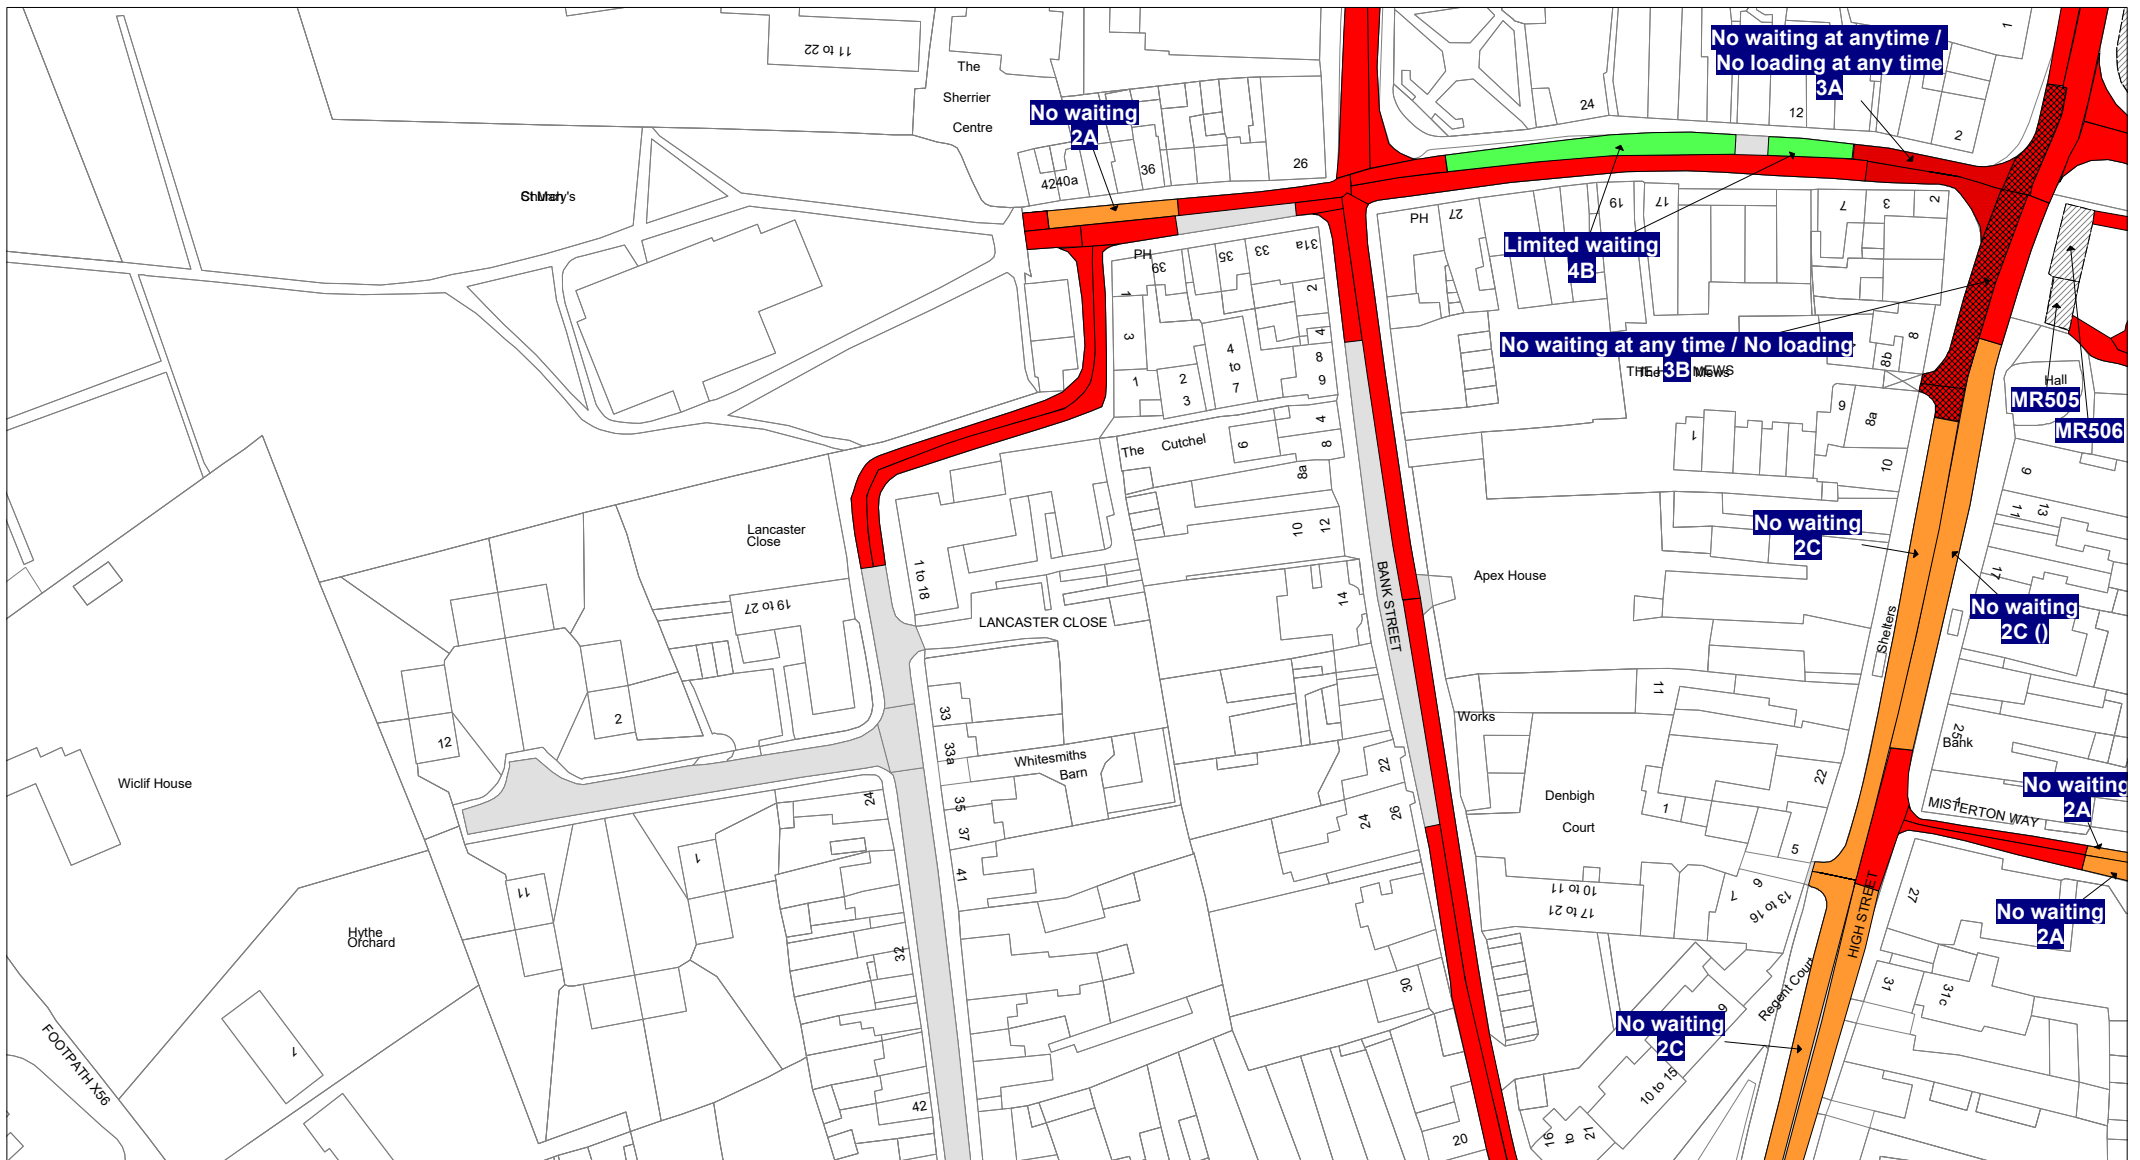 11 to 22
The
Sherrier
Centre
No waiting
2A
No waiting at anytime /
No loading at any time
3A
1
24
12
2
42
40a
36
26
St Mary's
Church
PH
27
19
17
7
3
2
PH
39
35
33
31a
Limited waiting
4B
No waiting at any time / No loading
3B
The Mews
1
3
1
2
3
4
to
7
2
4
8
9
8
8b
Hall
MR505
MR506
The Cutchel
6
4
8
8a
9
8a
1
10
9
11
13
Lancaster
Close
19 to 27
1 to 18
LANCASTER CLOSE
10
12
14
BANK STREET
Apex House
No waiting
2C
17
No waiting
2C ()
Shelters
12
2
33
33a
35
37
41
Whitesmiths
Barn
Works
11
22
25
Bank
Wiclif House
24
22
24
26
Denbigh
Court
1
5
1
MISTERTON WAY
No waiting
2A
11
1
10 to 11
17 to 21
7
6
13 to 16
27
No waiting
2A
HIGH STREET
Hythe
Orchard
32
30
31
31c
Regent Court
9
No waiting
2C
FOOTPATH X56
1
42
20
10 to 15
16
to
21